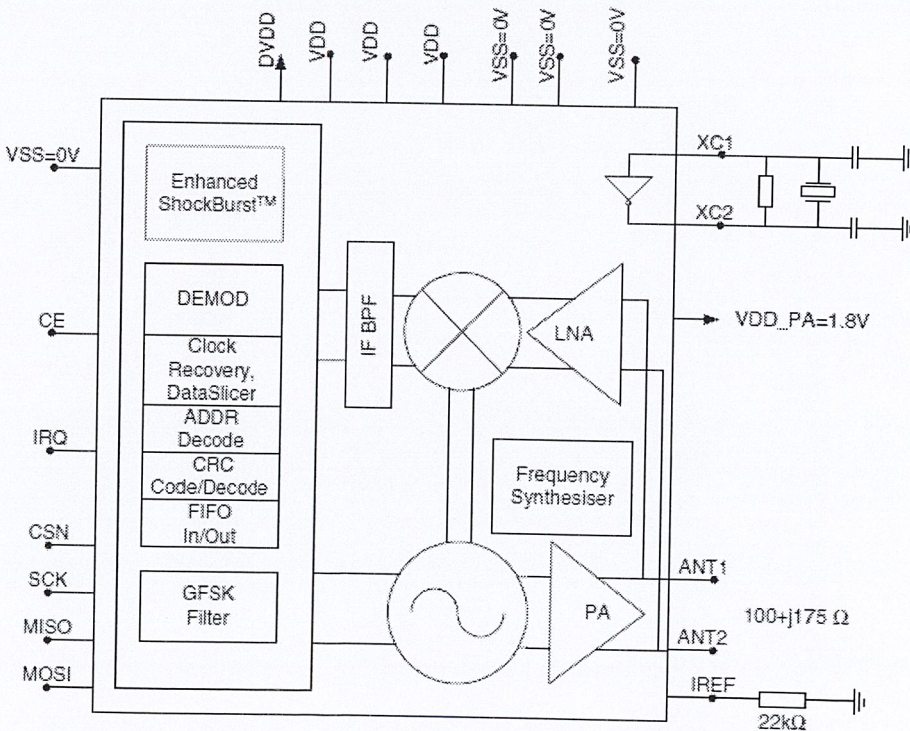 DVDD
VDD
VDD
VDD
VSS=0V
VSS=0V
VSS=0V
VSS=0V
CE
IRQ
CSN
SCK
MISO
MOSI
Enhanced
ShockBurst™
DEMOD
Clock
Recovery,
DataSlicer
ADDR
Decode
CRC
Code/Decode
FIFO
In/Out
GFSK
Filter
IF BPF
LNA
Frequency
Synthesiser
PA
XC1
XC2
VDD_PA=1.8V
ANT1
100+j175 Ω
ANT2
IREF
22kΩ